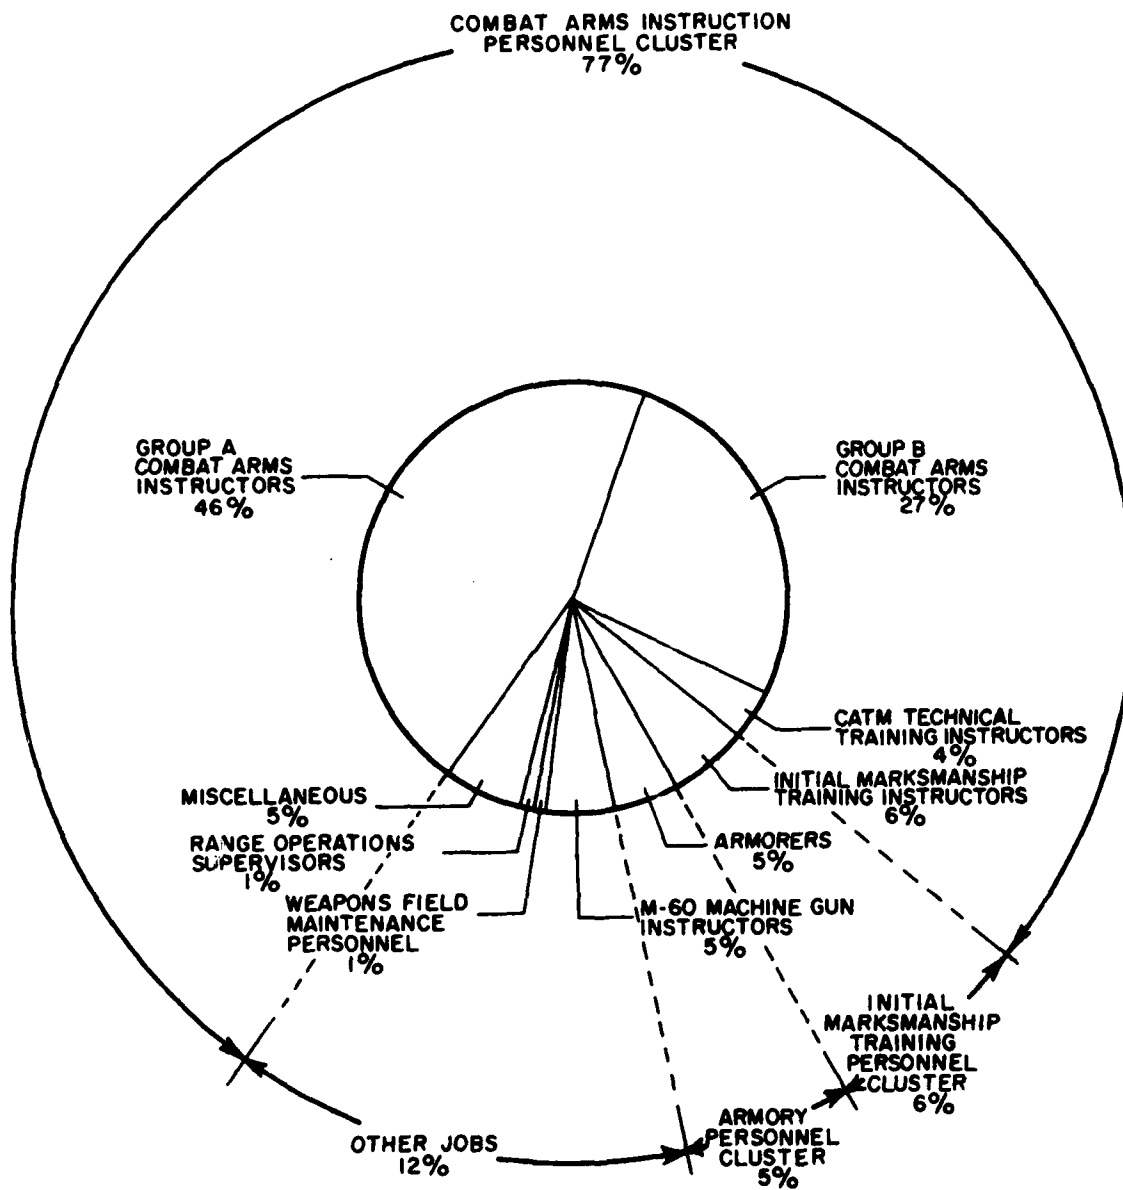 COMBAT ARMS INSTRUCTION
PERSONNEL CLUSTER
77%
GROUP A
COMBAT ARMS
INSTRUCTORS
46%
GROUP B
COMBAT ARMS
INSTRUCTORS
27%
CATM TECHNICAL
TRAINING INSTRUCTORS
4%
INITIAL MARKSMANSHIP
TRAINING INSTRUCTORS
6%
MISCELLANEOUS
5%
RANGE OPERATIONS
SUPERVISORS
1%
ARMORERS
5%
WEAPONS FIELD
MAINTENANCE
PERSONNEL
1%
M-60 MACHINE GUN
INSTRUCTORS
5%
INITIAL
MARKSMANSHIP
TRAINING
PERSONNEL
CLUSTER
6%
ARMORY
PERSONNEL
CLUSTER
5%
OTHER JOBS
12%